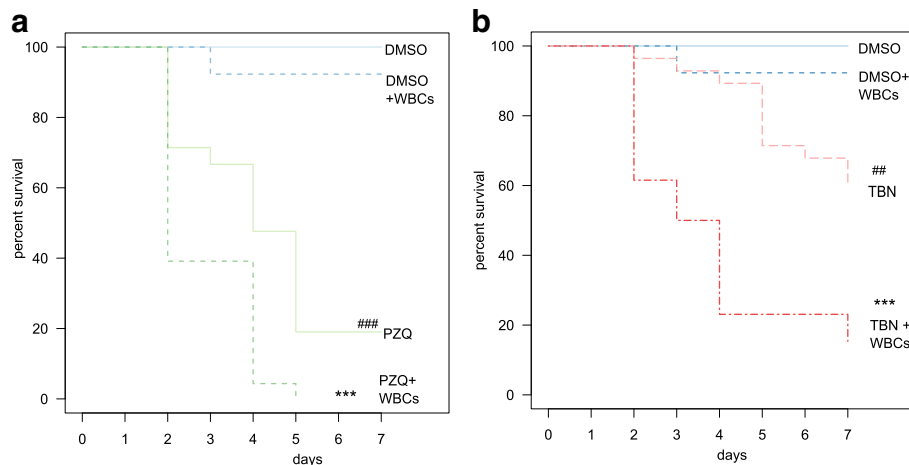 a
percent survival
100
80
60
40
20
0
0 1 2 3 4 5 6 7
days
DMSO
DMSO
+WBCs
###
PZQ
PZQ+
WBCs
***
b
percent survival
100
80
60
40
20
0
0 1 2 3 4 5 6 7
days
DMSO
DMSO+
WBCs
##
TBN
***
TBN +
WBCs